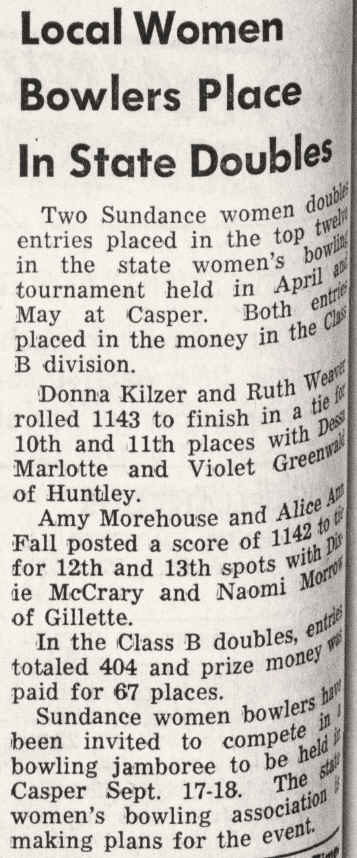 Local Women
Bowlers Place
In State Doubles
Two Sundance women doubles
entries placed in the top twelve
in the state women's bowling
tournament held in April and
May at Casper. Both entries
placed in the money in the Class
B division.
Donna Kilzer and Ruth Weaver
rolled 1143 to finish in a tie for
10th and 11th places with Dessa
Marlotte and Violet Greenwald
of Huntley.
Amy Morehouse and Alice Ann
Fall posted a score of 1142 to tie
for 12th and 13th spots with Dix-
ie McCrary and Naomi Morrow
of Gillette.
In the Class B doubles, entries
totaled 404 and prize money was
paid for 67 places.
Sundance women bowlers have
been invited to compete in a
bowling jamboree to be held in
Casper Sept. 17-18. The state
women's bowling association is
making plans for the event.